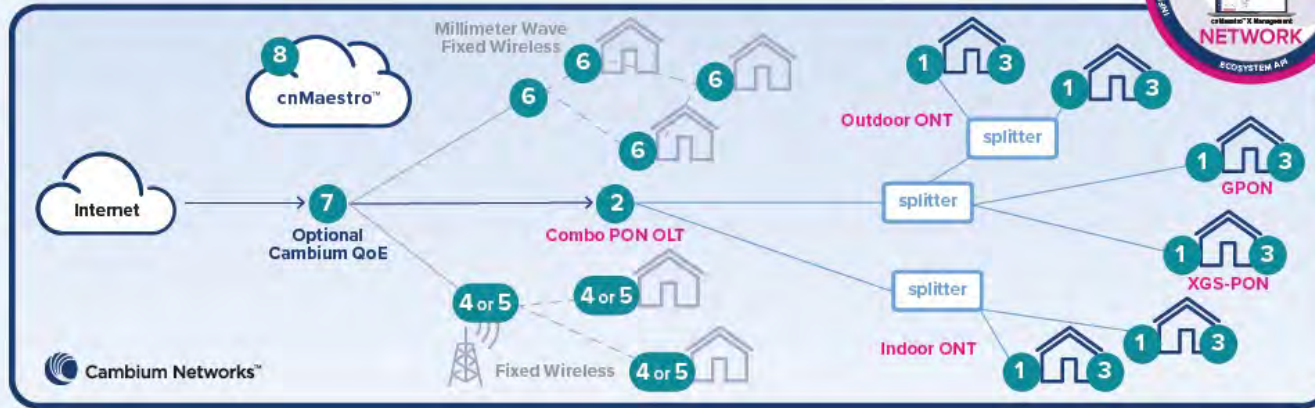 cnMaestro™ X Management
NETWORK
ECOSYSTEM API
Millimeter Wave
Fixed Wireless
8
cnMaestro™
6
6
6
6
1
3
1
3
Outdoor ONT
splitter
Internet
7
Optional
Cambium QoE
2
Combo PON OLT
splitter
1
3
GPON
1
3
XGS-PON
4 or 5
4 or 5
4 or 5
Fixed Wireless
splitter
Indoor ONT
1
3
1
3
Cambium Networks™